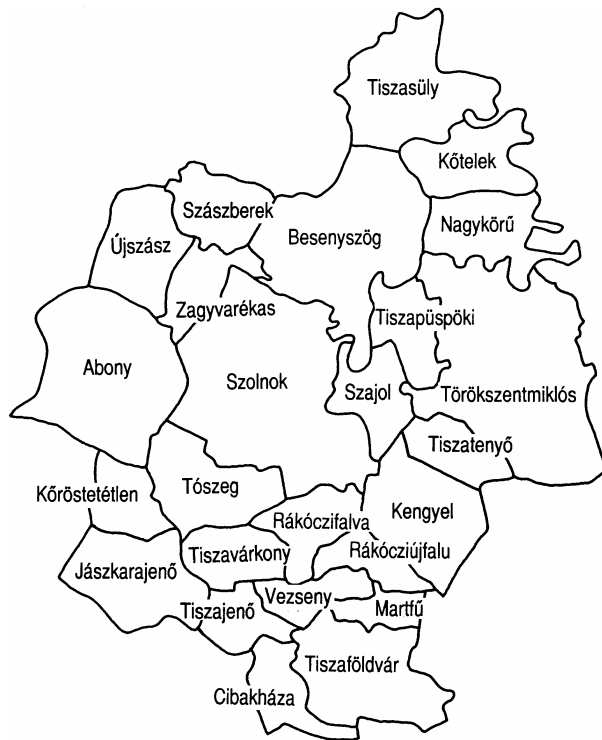 Tiszasüly
Kőtelek
Szászberek
Nagykörű
Besenyszög
Újszász
Zagyvarékas
Tiszapüspöki
Abony
Szolnok
Szajol
Törökszentmiklós
Tiszatenyő
Kőröstetétlen
Tószeg
Kengyel
Rákóczifalva
Tiszavárkony
Rákócziújfalu
Jászkarajenő
Vezseny
Tiszajenő
Martfű
Tiszaföldvár
Cibakháza